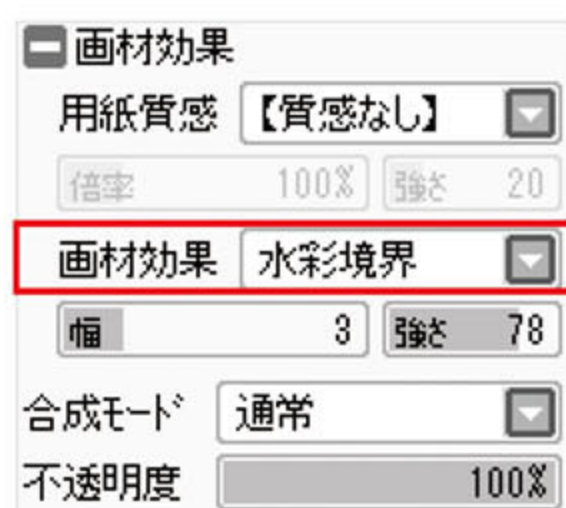 画材効果
用紙質感 【質感なし】
倍率 100% 強さ 20
画材効果 水彩境界
幅 3 強さ 78
合成モード 通常
不透明度 100%